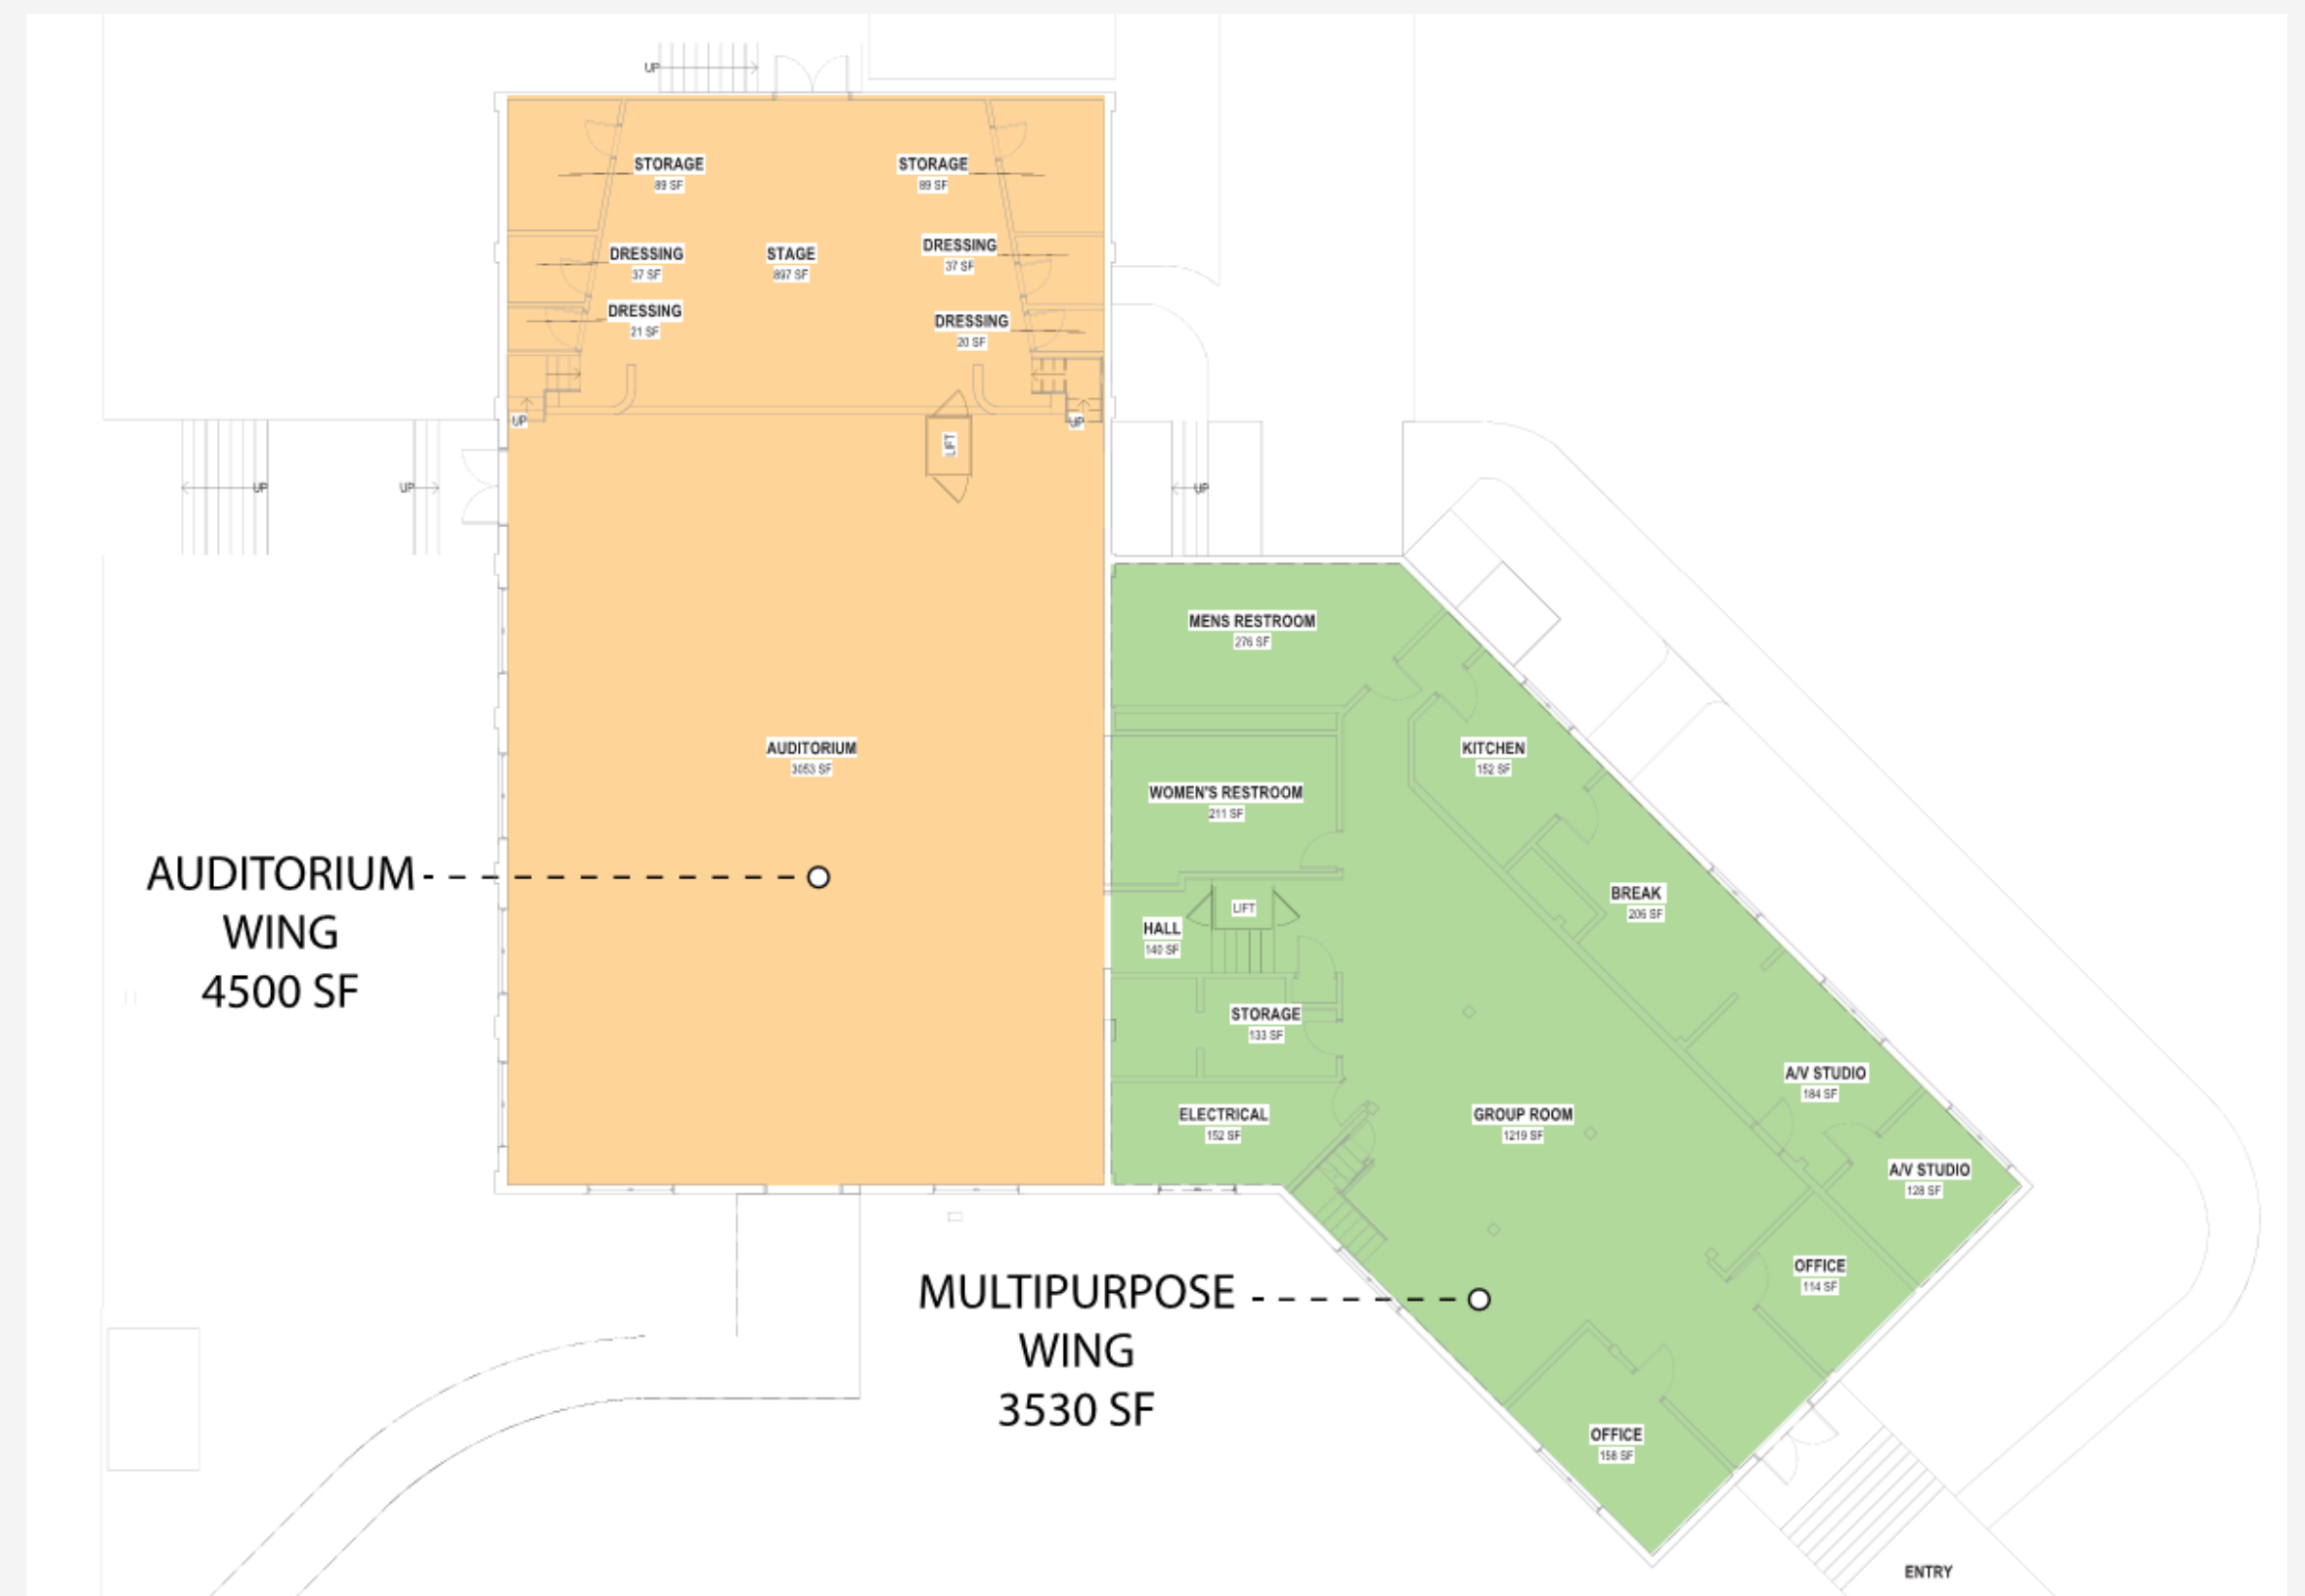 UP
STORAGE
89 SF
STORAGE
89 SF
DRESSING
37 SF
STAGE
897 SF
DRESSING
37 SF
DRESSING
21 SF
DRESSING
20 SF
UP
UP
LIFT
UP
UP
UP
MENS RESTROOM
276 SF
AUDITORIUM
3053 SF
KITCHEN
152 SF
WOMEN'S RESTROOM
211 SF
AUDITORIUM
WING
4500 SF
BREAK
206 SF
LIFT
HALL
140 SF
STORAGE
133 SF
A/V STUDIO
184 SF
ELECTRICAL
152 SF
GROUP ROOM
1219 SF
A/V STUDIO
128 SF
OFFICE
114 SF
MULTIPURPOSE
WING
3530 SF
OFFICE
158 SF
ENTRY